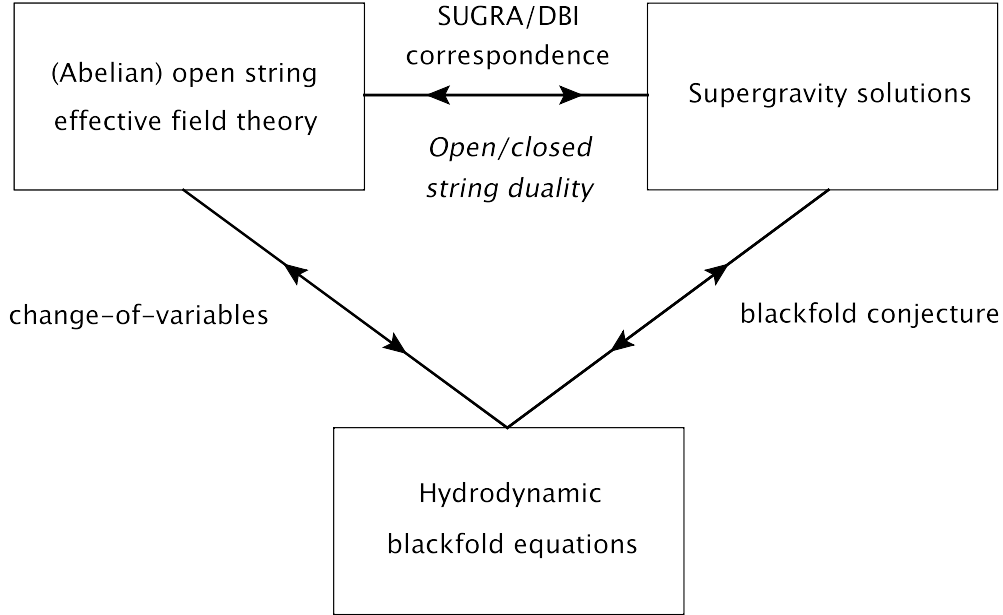 (Abelian) open string
effective field theory
SUGRA/DBI
correspondence
Open/closed
string duality
Supergravity solutions
change-of-variables
blackfold conjecture
Hydrodynamic
blackfold equations